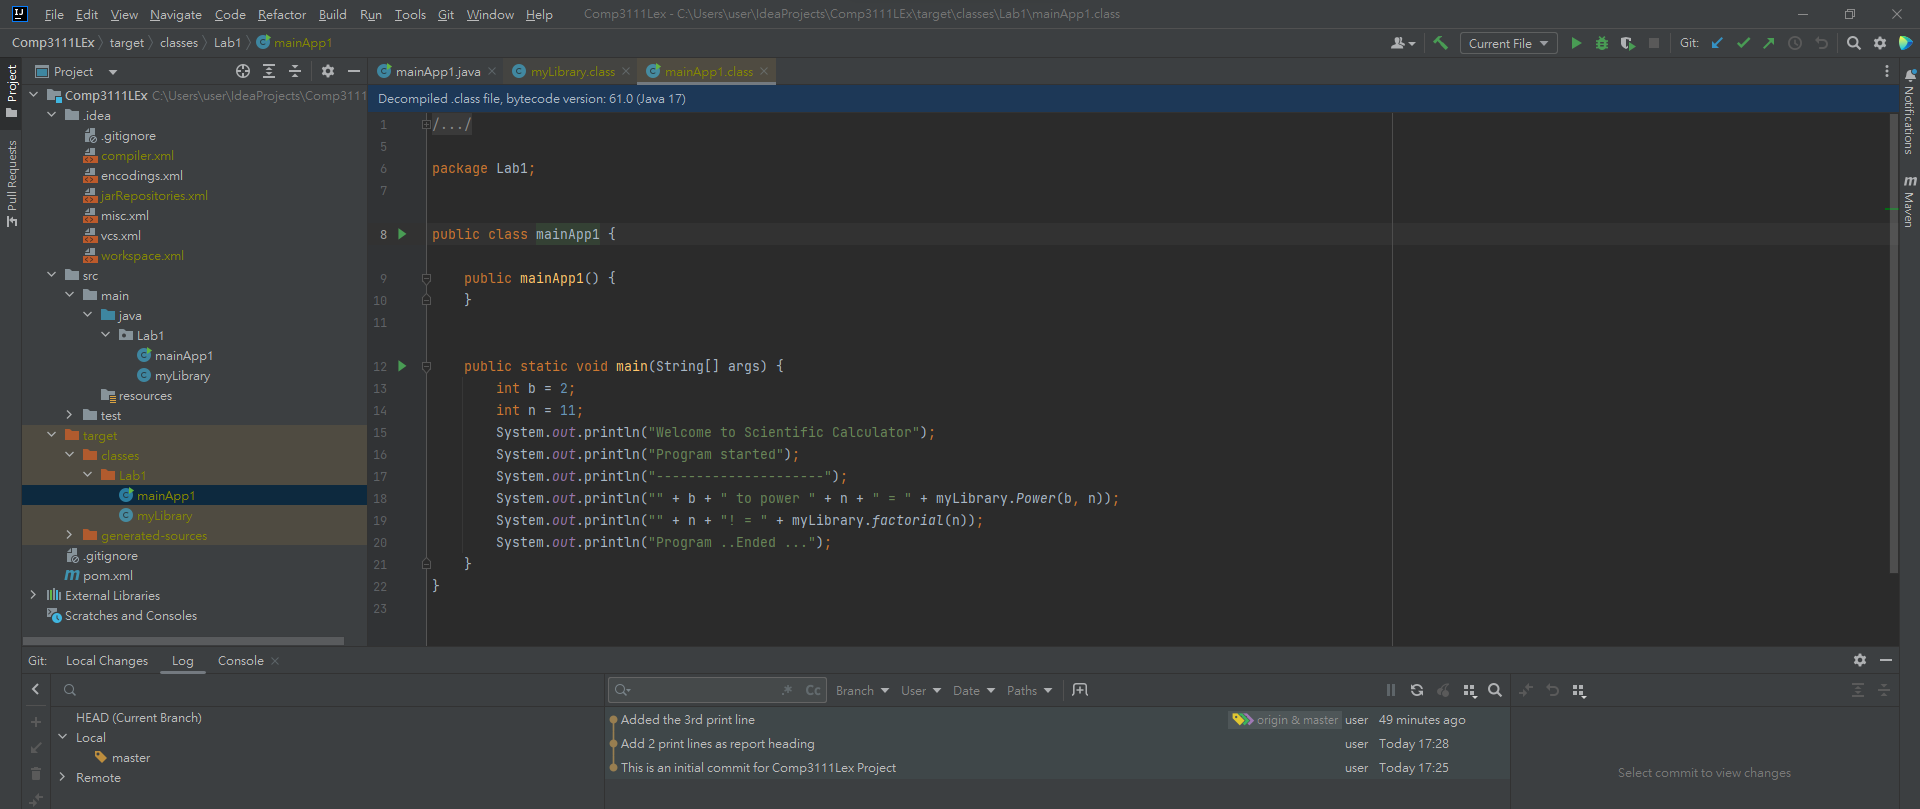 File Edit View Navigate Code Refactor Build Run Tools Git Window Help Comp3111Lex - C:\Users\user\IdeaProjects\Comp3111LEx\target\classes\Lab1\mainApp1.class
Comp3111LEx target classes Lab1 mainApp1 Current File Git:
Project
mainApp1.java myLibrary.class mainApp1.class
Decompiled .class file, bytecode version: 61.0 (Java 17)
Project
Pull Requests
Comp3111LEx C:\Users\user\IdeaProjects\Comp3111
.idea
.gitignore
compiler.xml
encodings.xml
jarRepositories.xml
misc.xml
vcs.xml
workspace.xml
src
main
java
Lab1
mainApp1
myLibrary
resources
test
target
classes
Lab1
mainApp1
myLibrary
generated-sources
.gitignore
pom.xml
External Libraries
Scratches and Consoles
1 /.../
5
6 package Lab1;
7
8 public class mainApp1 {
9 public mainApp1() {
10 }
11
12 public static void main(String[] args) {
13 int b = 2;
14 int n = 11;
15 System.out.println("Welcome to Scientific Calculator");
16 System.out.println("Program started");
17 System.out.println("---------------------");
18 System.out.println("" + b + " to power " + n + " = " + myLibrary.Power(b, n));
19 System.out.println("" + n + "! = " + myLibrary.factorial(n));
20 System.out.println("Program ..Ended ...");
21 }
22 }
23
Notifications
Maven
Git: Local Changes Log Console
HEAD (Current Branch)
Local
master
Remote
.* Cc Branch User Date Paths
Added the 3rd print line origin & master user 49 minutes ago
Add 2 print lines as report heading user Today 17:28
This is an initial commit for Comp3111Lex Project user Today 17:25
Select commit to view changes